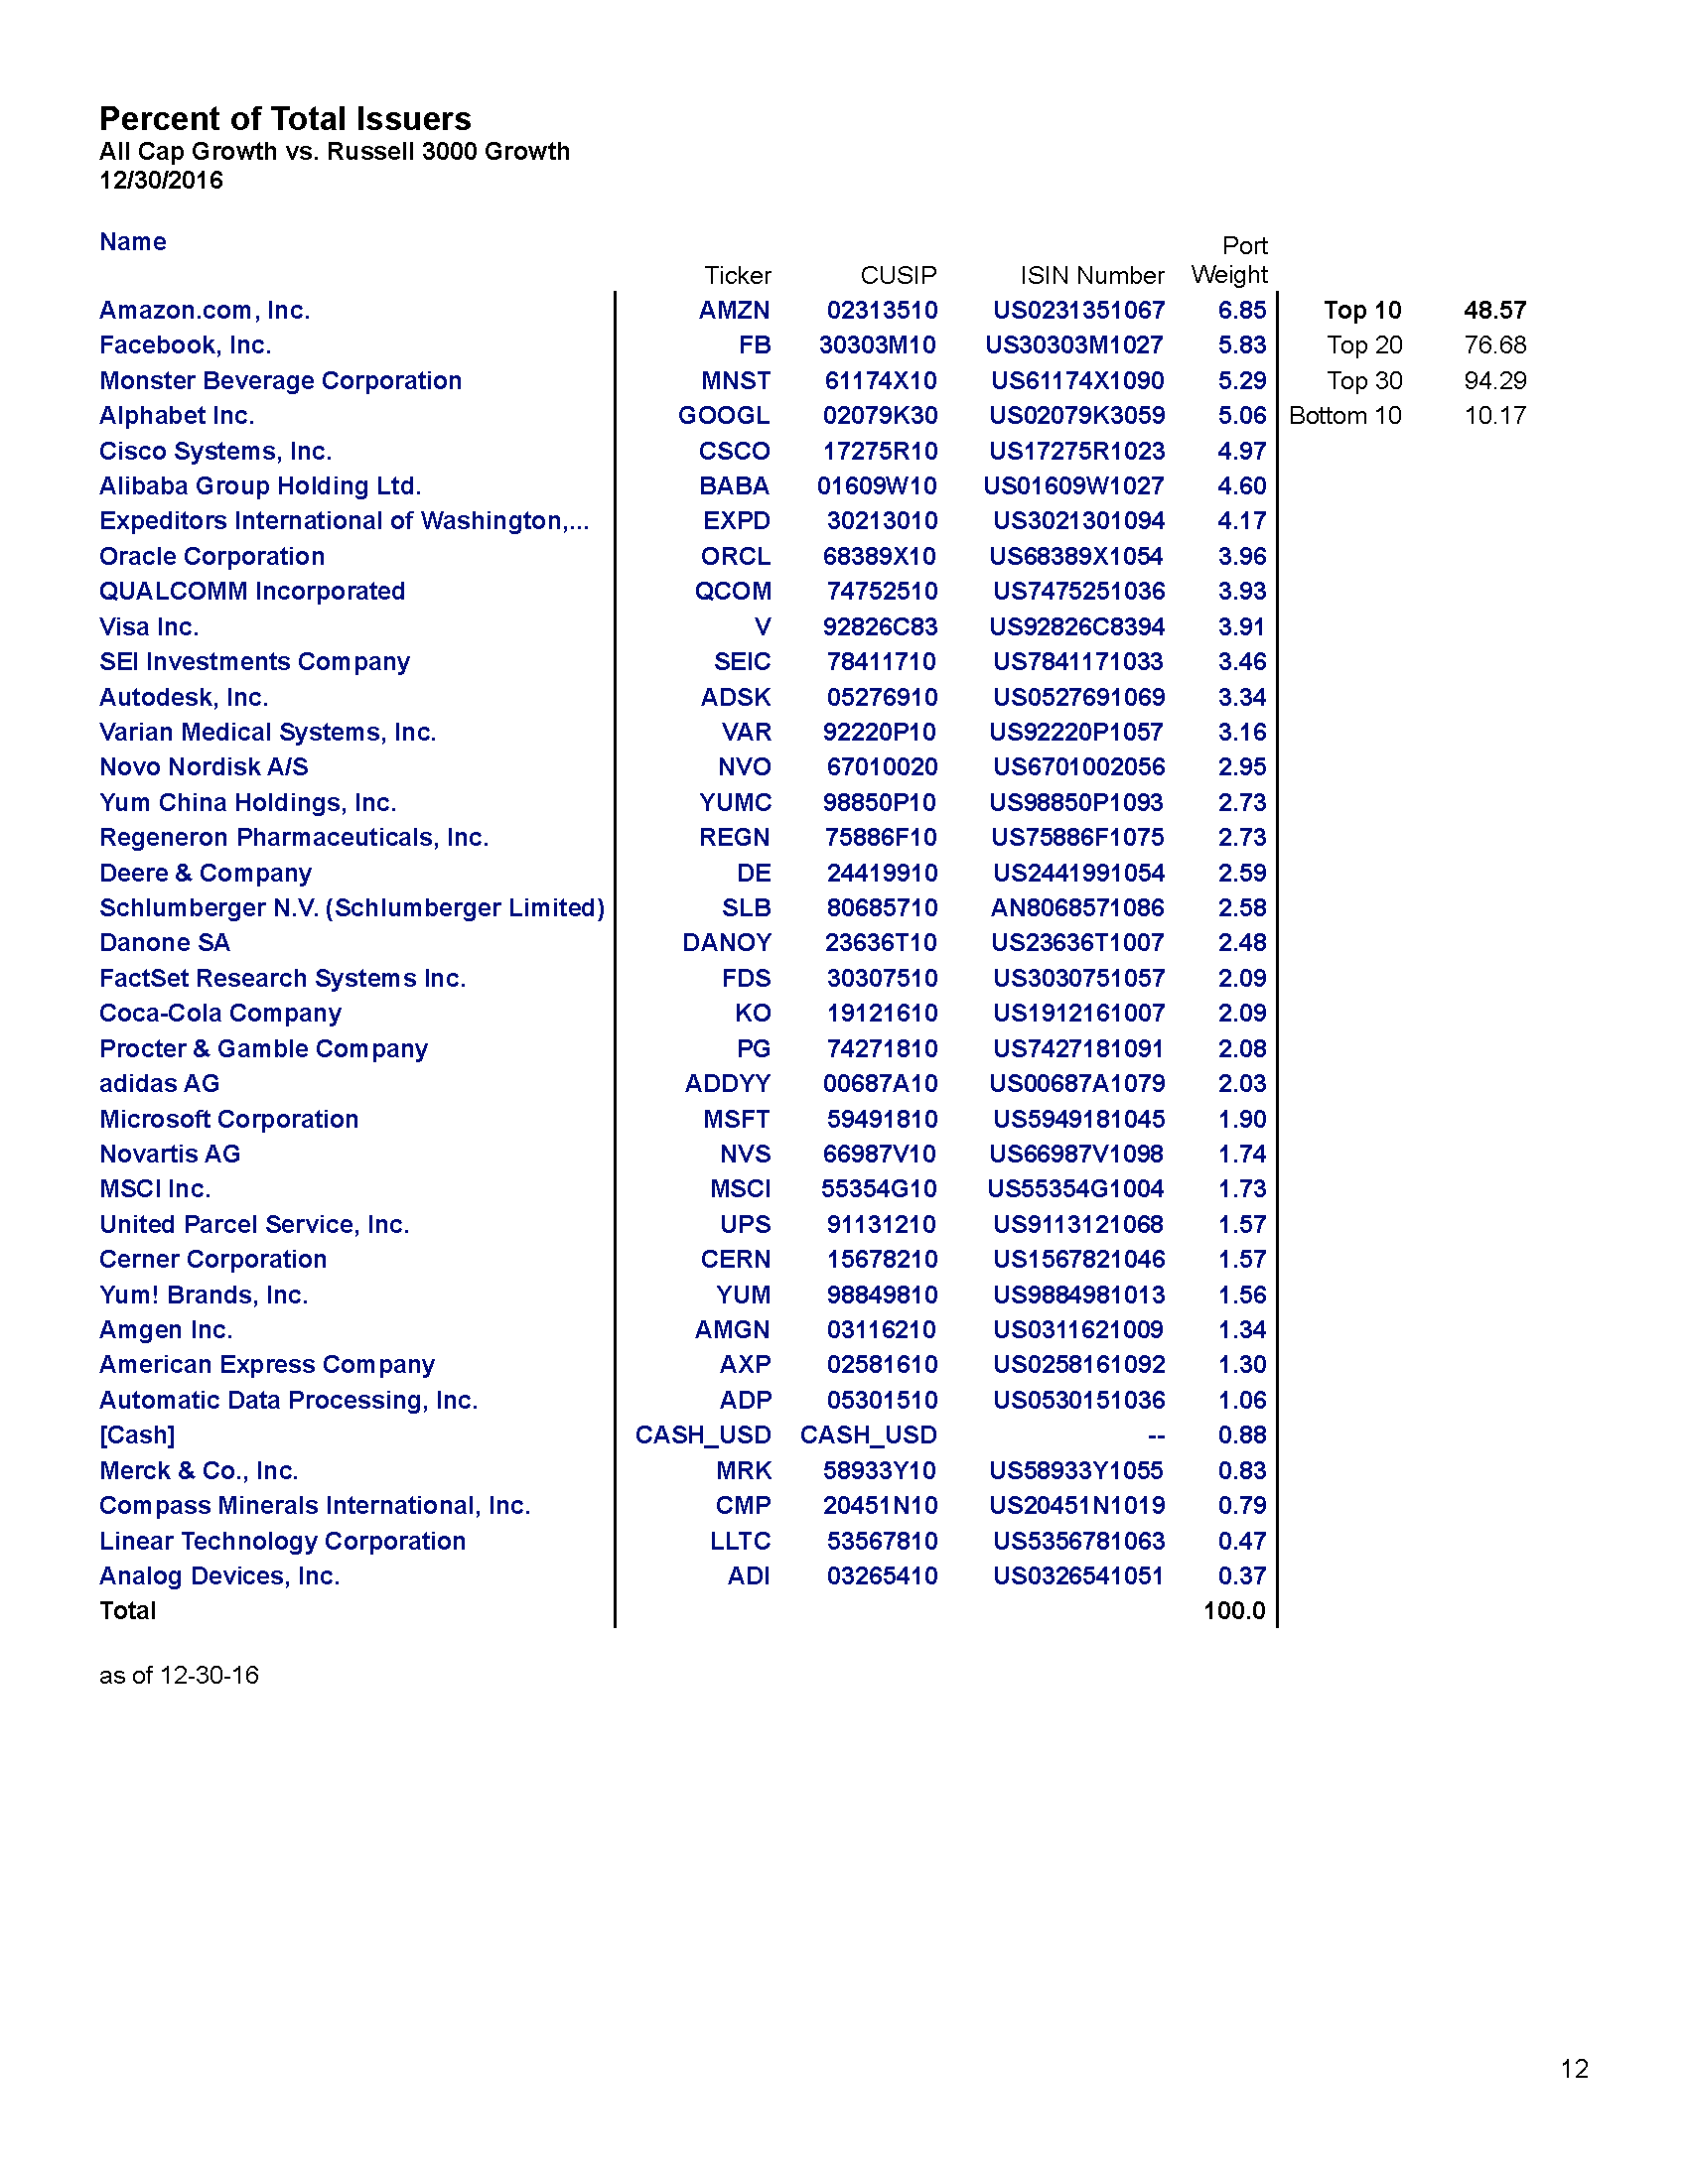 Percent of Total Issuers
All Cap Growth vs. Russell 3000 Growth
12/30/2016
Name Port
Ticker CUSIP ISIN Number Weight
Amazon.com, Inc. AMZN 02313510 US0231351067 6.85 Top 10 48.57
Facebook, Inc. FB 30303M10 US30303M1027 5.83 Top 20 76.68
Monster Beverage Corporation MNST 61174X10 US61174X1090 5.29 Top 30 94.29
Alphabet Inc. GOOGL 02079K30 US02079K3059 5.06 Bottom 10 10.17
Cisco Systems, Inc. CSCO 17275R10 US17275R1023 4.97
Alibaba Group Holding Ltd. BABA 01609W10 US01609W1027 4.60
Expeditors International of Washington,... EXPD 30213010 US3021301094 4.17
Oracle Corporation ORCL 68389X10 US68389X1054 3.96
QUALCOMM Incorporated QCOM 74752510 US7475251036 3.93
Visa Inc. V 92826C83 US92826C8394 3.91
SEI Investments Company SEIC 78411710 US7841171033 3.46
Autodesk, Inc. ADSK 05276910 US0527691069 3.34
Varian Medical Systems, Inc. VAR 92220P10 US92220P1057 3.16
Novo Nordisk A/S NVO 67010020 US6701002056 2.95
Yum China Holdings, Inc. YUMC 98850P10 US98850P1093 2.73
Regeneron Pharmaceuticals, Inc. REGN 75886F10 US75886F1075 2.73
Deere & Company DE 24419910 US2441991054 2.59
Schlumberger N.V. (Schlumberger Limited) SLB 80685710 AN8068571086 2.58
Danone SA DANOY 23636T10 US23636T1007 2.48
FactSet Research Systems Inc. FDS 30307510 US3030751057 2.09
Coca-Cola Company KO 19121610 US1912161007 2.09
Procter & Gamble Company PG 74271810 US7427181091 2.08
adidas AG ADDYY 00687A10 US00687A1079 2.03
Microsoft Corporation MSFT 59491810 US5949181045 1.90
Novartis AG NVS 66987V10 US66987V1098 1.74
MSCI Inc. MSCI 55354G10 US55354G1004 1.73
United Parcel Service, Inc. UPS 91131210 US9113121068 1.57
Cerner Corporation CERN 15678210 US1567821046 1.57
Yum! Brands, Inc. YUM 98849810 US9884981013 1.56
Amgen Inc. AMGN 03116210 US0311621009 1.34
American Express Company AXP 02581610 US0258161092 1.30
Automatic Data Processing, Inc. ADP 05301510 US0530151036 1.06
[Cash] CASH_USD CASH_USD -- 0.88
Merck & Co., Inc. MRK 58933Y10 US58933Y1055 0.83
Compass Minerals International, Inc. CMP 20451N10 US20451N1019 0.79
Linear Technology Corporation LLTC 53567810 US5356781063 0.47
Analog Devices, Inc. ADI 03265410 US0326541051 0.37
Total 100.0
as of 12-30-16
12